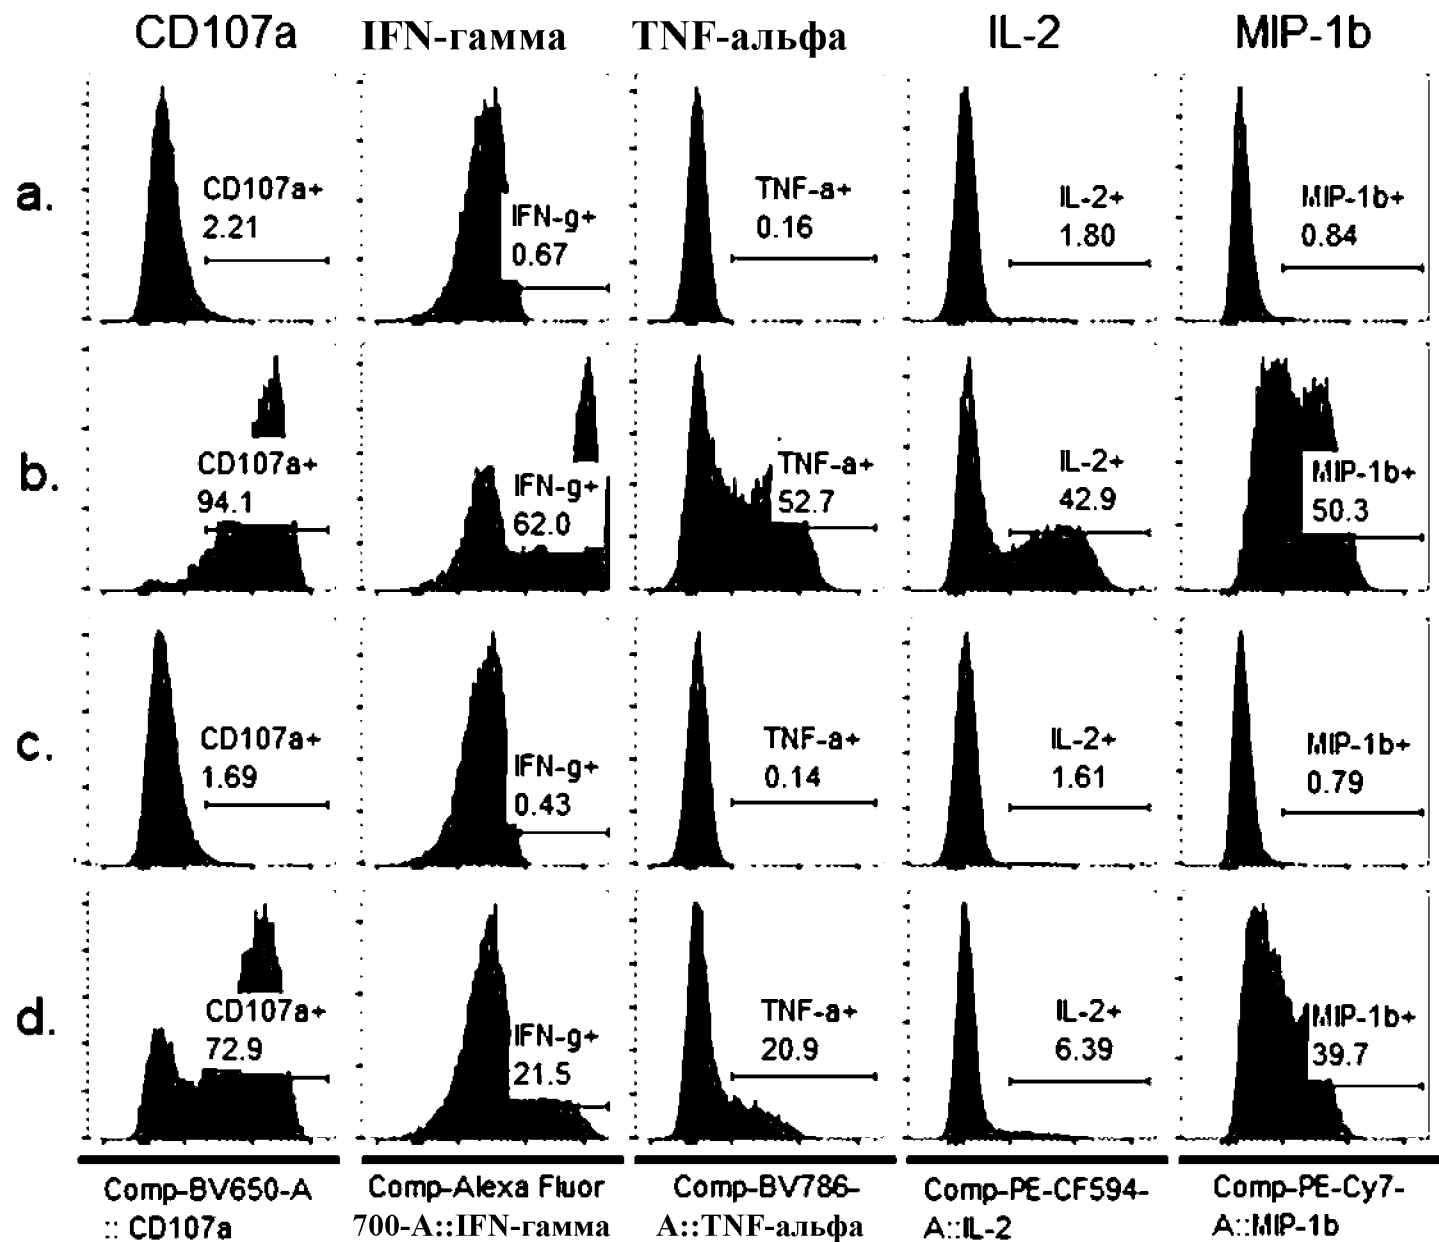 CD107a IFN-гамма TNF-альфа IL-2 MIP-1b
a.
CD107a+
2.21
IFN-g+
0.67
TNF-a+
0.16
IL-2+
1.80
MIP-1b+
0.84
b.
CD107a+
94.1
IFN-g+
62.0
TNF-a+
52.7
IL-2+
42.9
MIP-1b+
50.3
c.
CD107a+
1.69
IFN-g+
0.43
TNF-a+
0.14
IL-2+
1.61
MIP-1b+
0.79
d.
CD107a+
72.9
IFN-g+
21.5
TNF-a+
20.9
IL-2+
6.39
MIP-1b+
39.7
Comp-BV650-A
:: CD107a
Comp-Alexa Fluor
700-A::IFN-гамма
Comp-BV786-
A::TNF-альфа
Comp-PE-CF594-
A::IL-2
Comp-PE-Cy7-
A::MIP-1b